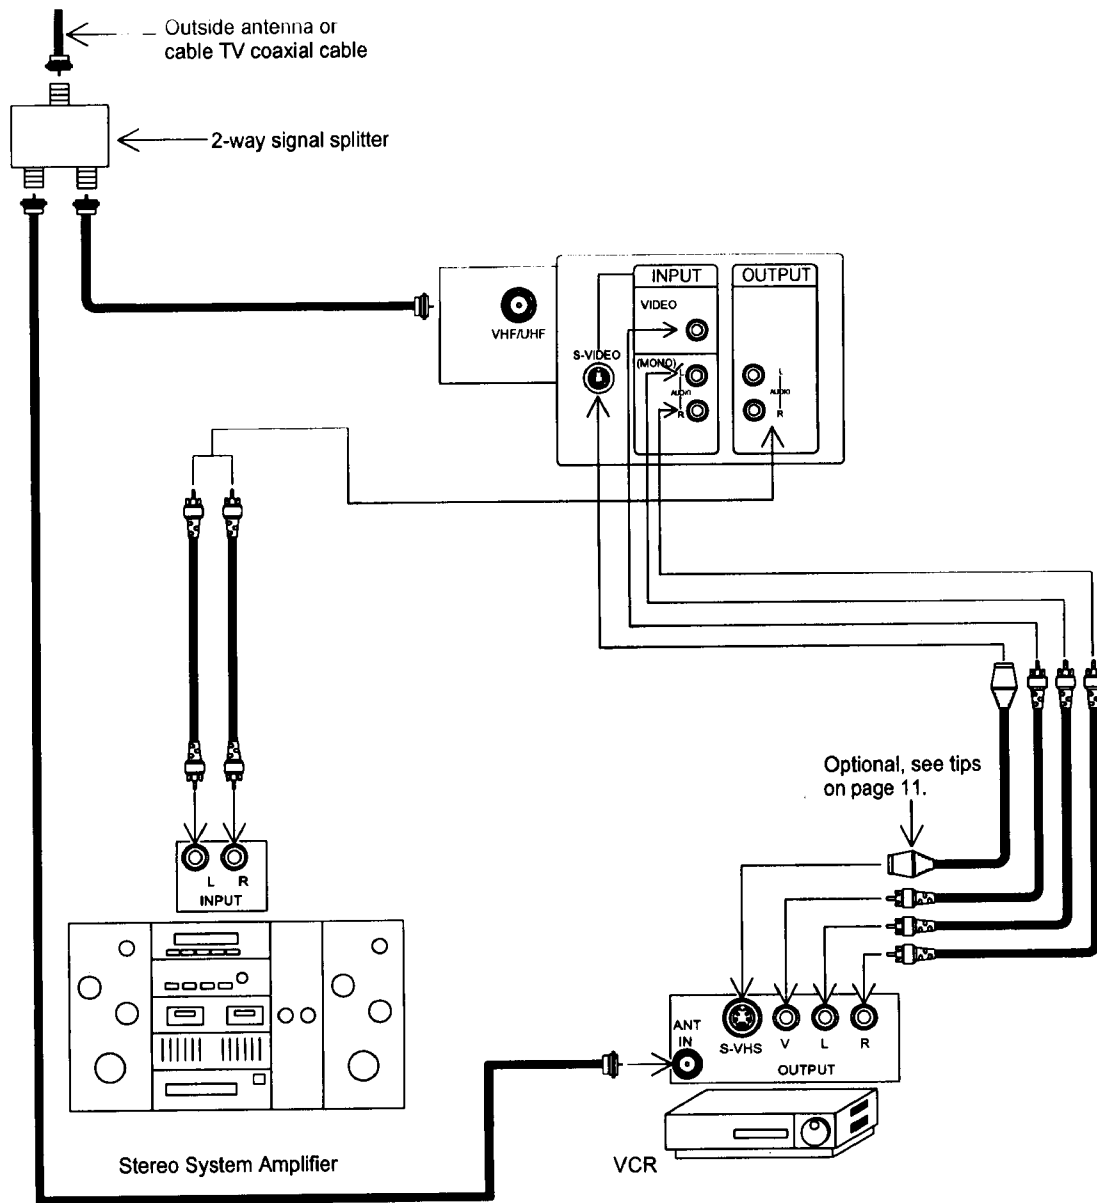 Outside antenna or
cable TV coaxial cable
2-way signal splitter
INPUT
OUTPUT
VIDEO
VHF/UHF
S-VIDEO
(MONO)
L
AUDIO
R
L
AUDIO
R
Optional, see tips
on page 11.
L R
INPUT
ANT
IN
S-VHS V L R
OUTPUT
Stereo System Amplifier
VCR